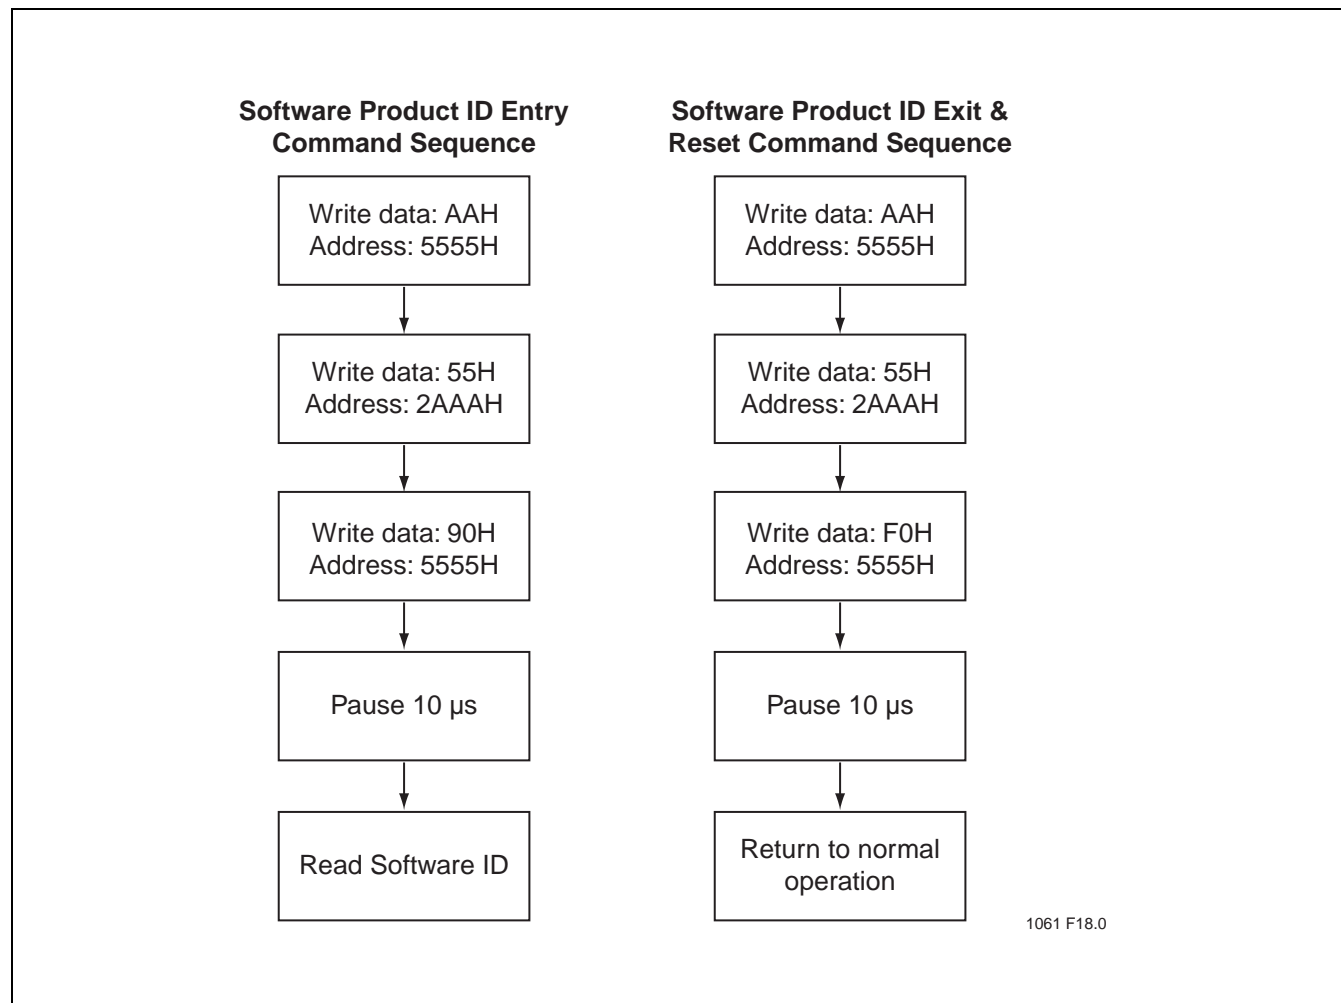 Software Product ID Entry
Command Sequence
Write data: AAH
Address: 5555H
Write data: 55H
Address: 2AAAH
Write data: 90H
Address: 5555H
Pause 10 µs
Read Software ID
Software Product ID Exit &
Reset Command Sequence
Write data: AAH
Address: 5555H
Write data: 55H
Address: 2AAAH
Write data: F0H
Address: 5555H
Pause 10 µs
Return to normal
operation
1061 F18.0